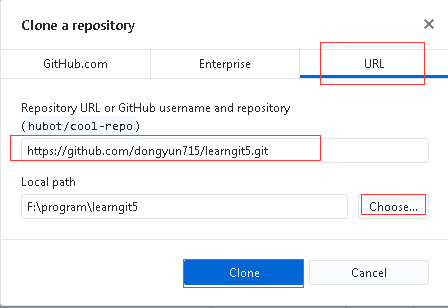 Clone a repository
GitHub.com Enterprise URL
Repository URL or GitHub username and repository
(hubot/cool-repo)
https://github.com/dongyun715/learngit5.git
Local path
F:\program\learngit5 Choose...
Clone Cancel